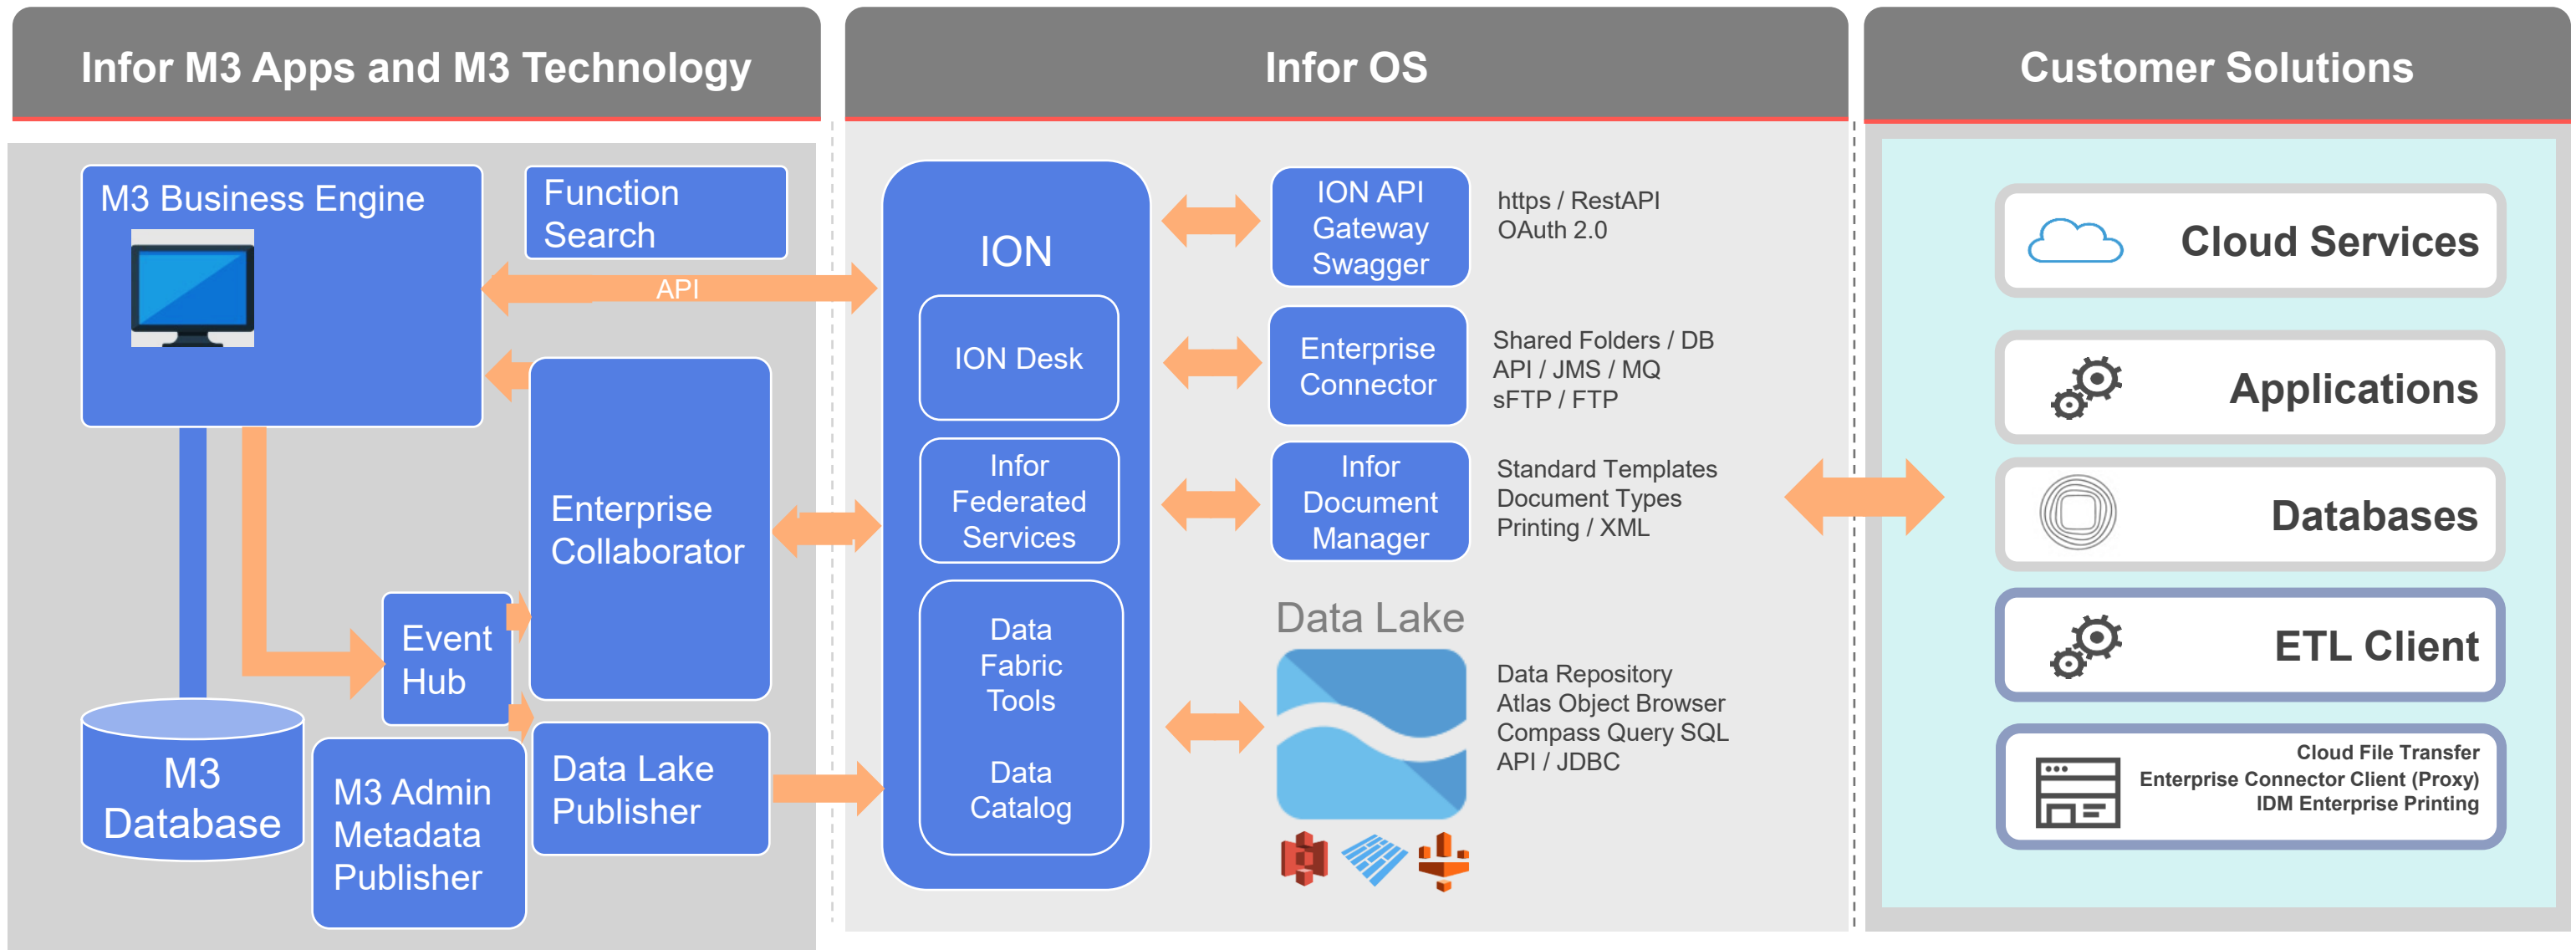 Infor M3 Apps and M3 Technology
Infor OS
Customer Solutions
M3 Business Engine
Function
Search
API
Enterprise
Collaborator
Event
Hub
M3
Database
M3 Admin
Metadata
Publisher
Data Lake
Publisher
ION
ION Desk
Infor
Federated
Services
Data
Fabric
Tools
Data
Catalog
ION API
Gateway
Swagger
https / RestAPI
OAuth 2.0
Enterprise
Connector
Shared Folders / DB
API / JMS / MQ
sFTP / FTP
Infor
Document
Manager
Standard Templates
Document Types
Printing / XML
Data Lake
Data Repository
Atlas Object Browser
Compass Query SQL
API / JDBC
Cloud Services
Applications
Databases
ETL Client
Cloud File Transfer
Enterprise Connector Client (Proxy)
IDM Enterprise Printing